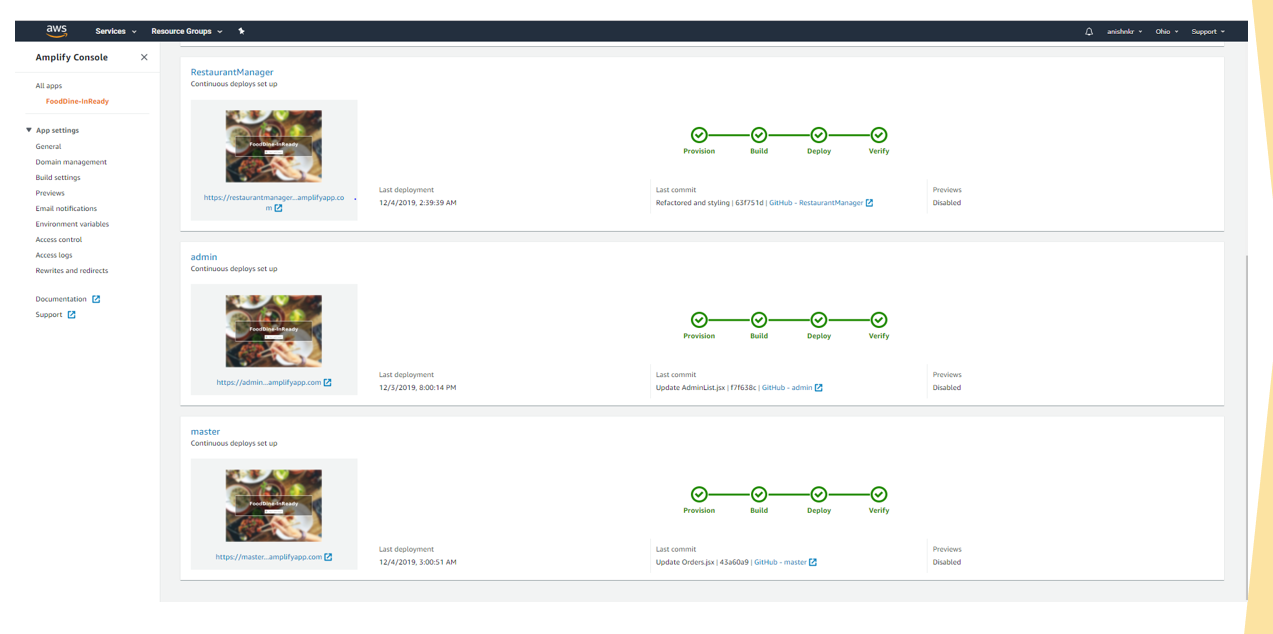 aws Services Resource Groups anishnkr Ohio Support
Amplify Console
All apps
FoodDine-InReady
App settings
General
Domain management
Build settings
Previews
Email notifications
Environment variables
Access control
Access logs
Rewrites and redirects
Documentation
Support
RestaurantManager
Continuous deploys set up
FoodDine-InReady
https://restaurantmanager...amplifyapp.co
m
Provision Build Deploy Verify
Last deployment
12/4/2019, 2:39:39 AM
Last commit
Refactored and styling | 63f751d | GitHub - RestaurantManager
Previews
Disabled
admin
Continuous deploys set up
FoodDine-InReady
https://admin...amplifyapp.com
Provision Build Deploy Verify
Last deployment
12/3/2019, 8:00:14 PM
Last commit
Update AdminList.jsx | f7f638c | GitHub - admin
Previews
Disabled
master
Continuous deploys set up
FoodDine-InReady
https://master...amplifyapp.com
Provision Build Deploy Verify
Last deployment
12/4/2019, 3:00:51 AM
Last commit
Update Orders.jsx | 43a60a9 | GitHub - master
Previews
Disabled